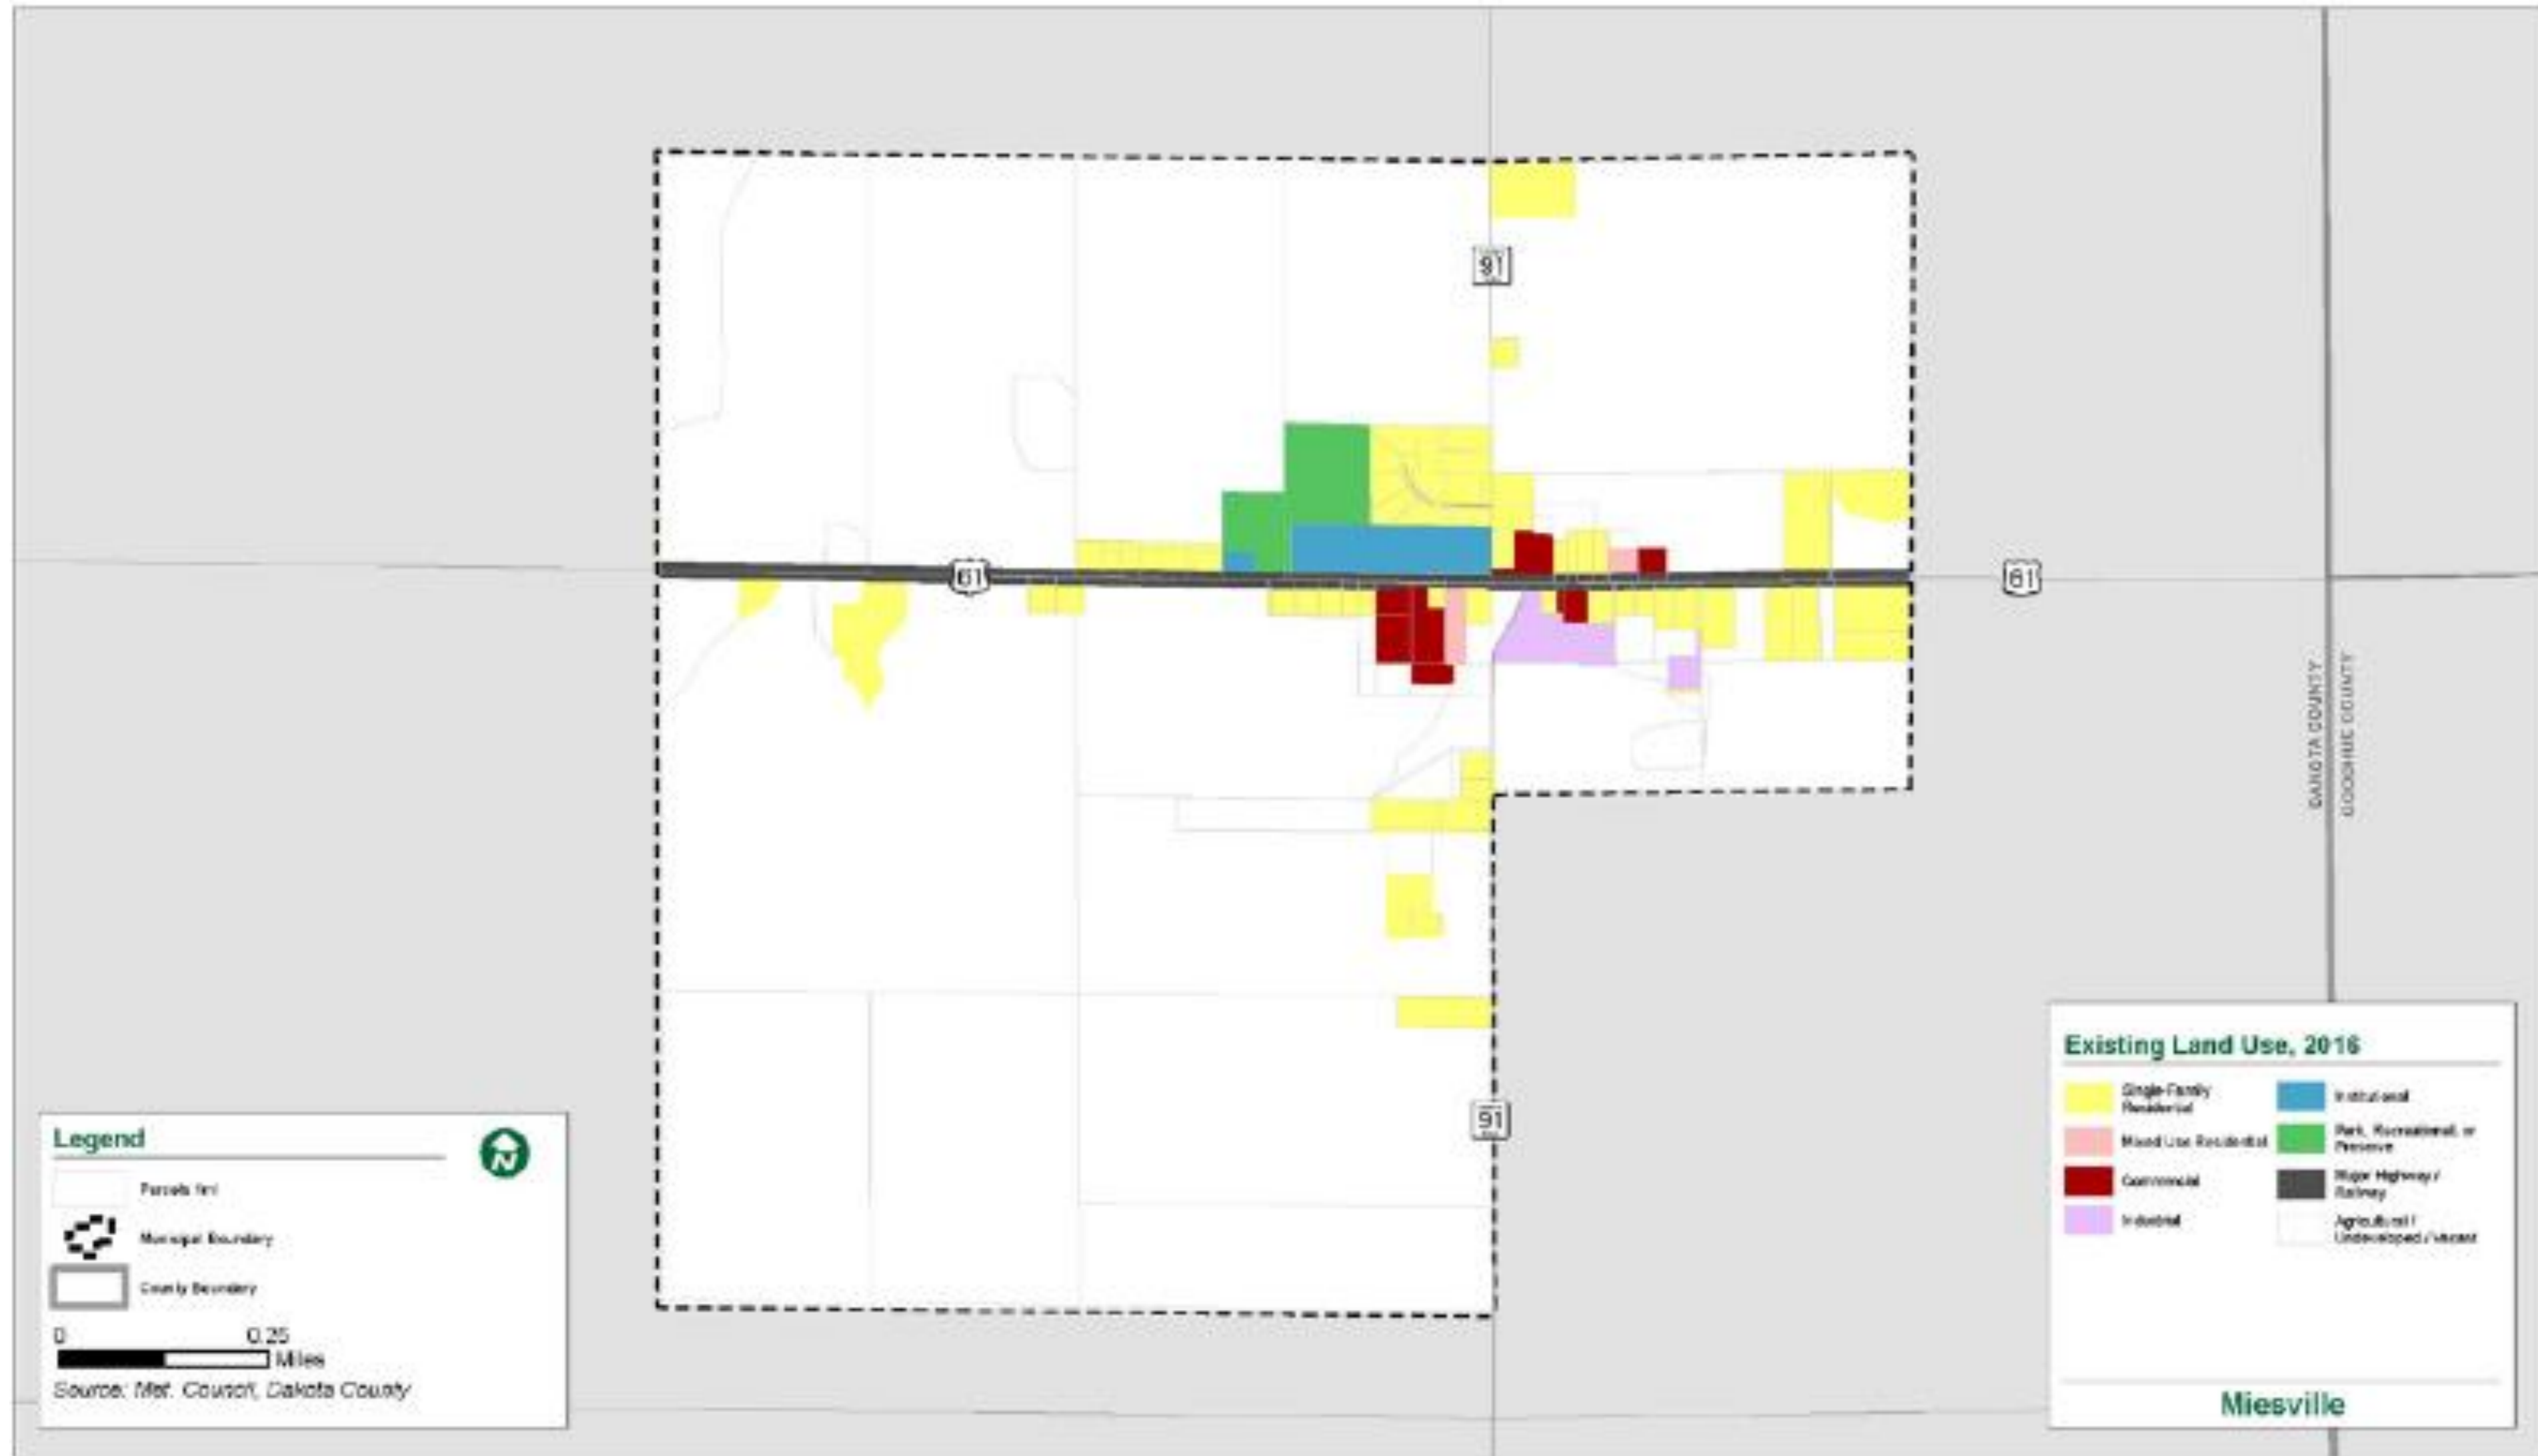 91
61
61
DAKOTA COUNTY
GOODHUE COUNTY
91
Legend
N
Parcels
Municipal Boundary
County Boundary
0 0.25
Miles
Source: Met. Council, Dakota County
Existing Land Use, 2016
Single-Family
Residential
Mixed Use Residential
Commercial
Industrial
Institutional
Park, Recreational, or
Preserve
Major Highway /
Railway
Agricultural /
Undeveloped / Vacant
Miesville